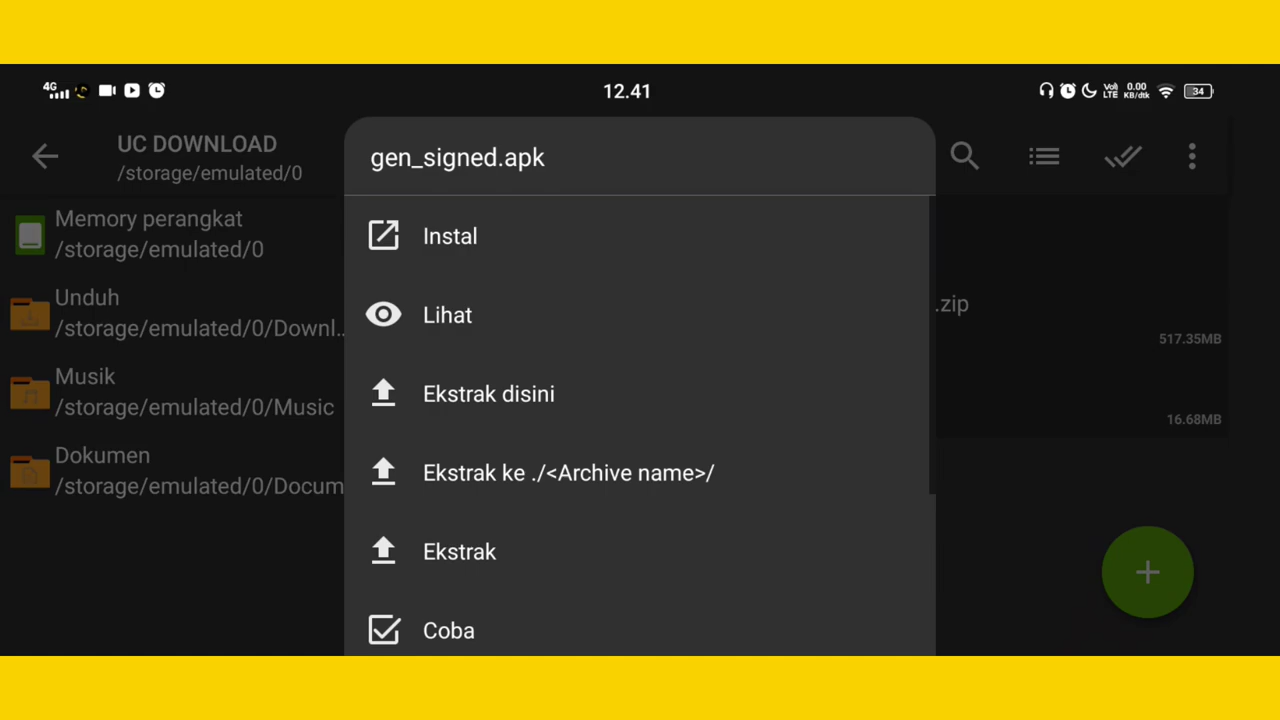 4G
12.41
Vo)
LTE
0.00
KB/dtk
34
UC DOWNLOAD
/storage/emulated/0
gen_signed.apk
Memory perangkat
/storage/emulated/0
Unduh
/storage/emulated/0/Downl..
Musik
/storage/emulated/0/Music
Dokumen
/storage/emulated/0/Docum
Instal
Lihat
Ekstrak disini
Ekstrak ke ./<Archive name>/
Ekstrak
Coba
.zip
517.35MB
16.68MB